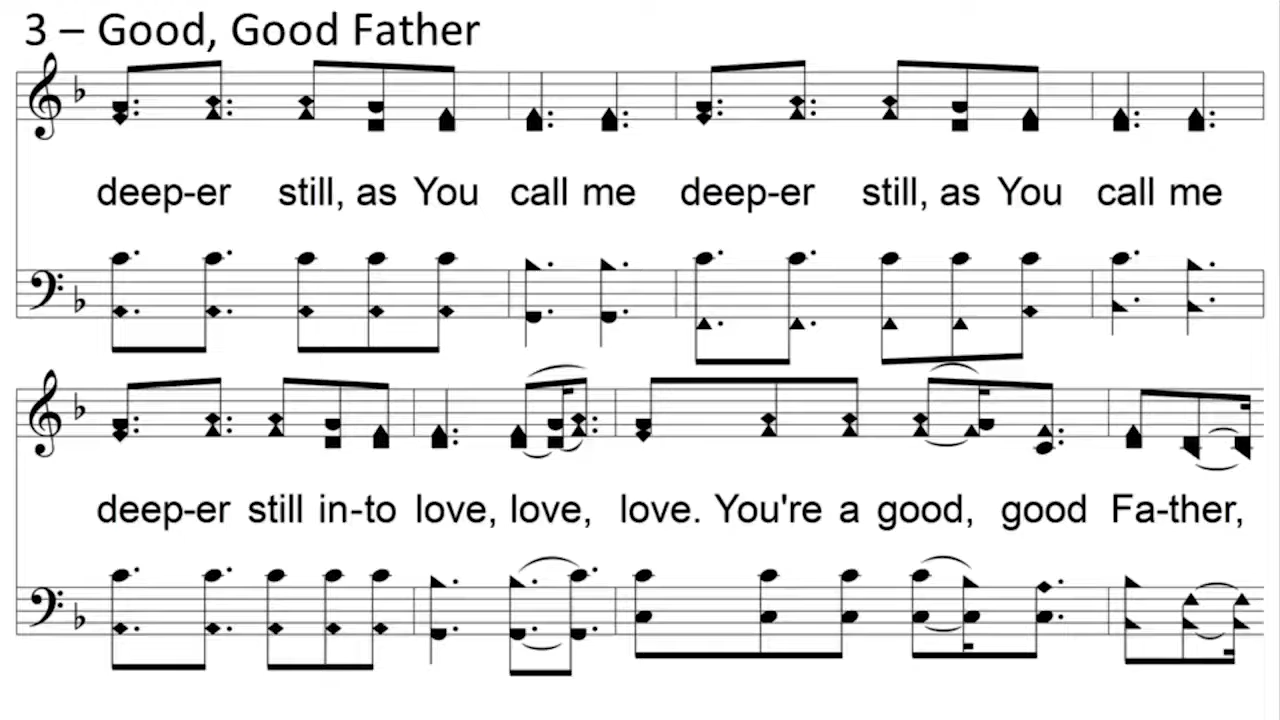 3 – Good, Good Father
deep-er still, as You call me deep-er still, as You call me
deep-er still in-to love, love, love. You're a good, good Fa-ther,